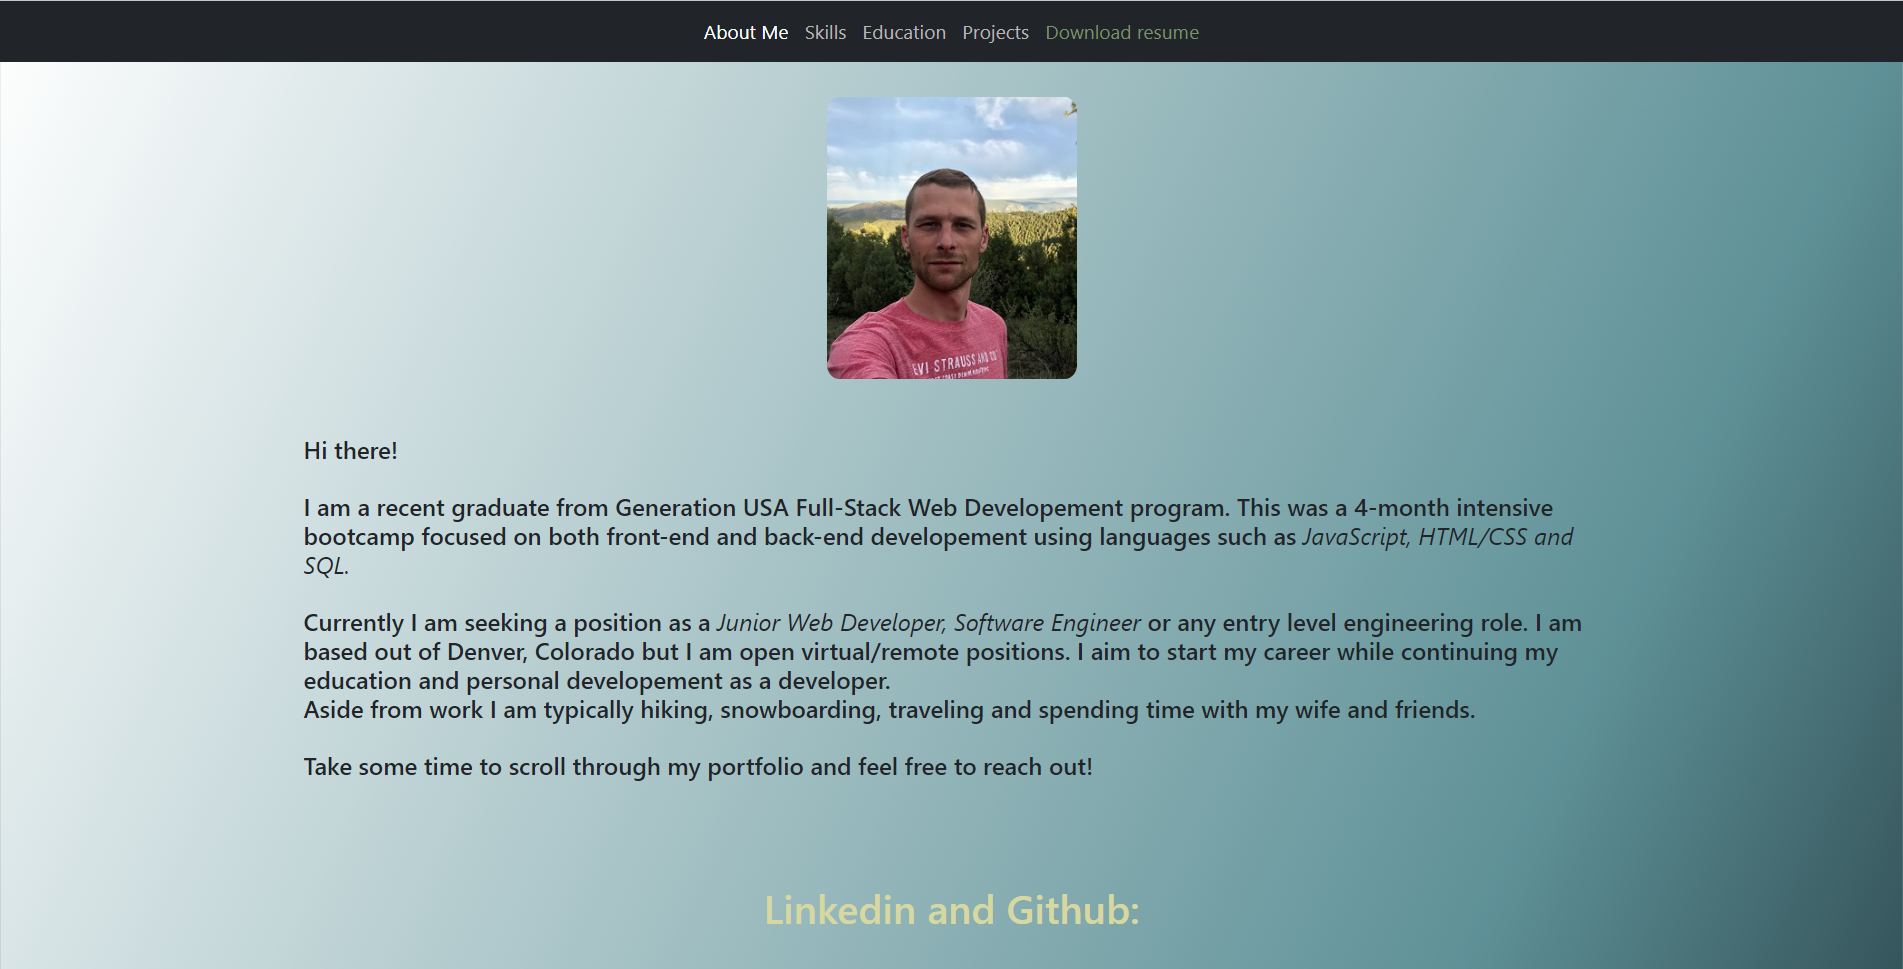 About Me Skills Education Projects Download resume
EVI STRAUSS AND CO
Hi there!
I am a recent graduate from Generation USA Full-Stack Web Developement program. This was a 4-month intensive
bootcamp focused on both front-end and back-end developement using languages such as JavaScript, HTML/CSS and
SQL.
Currently I am seeking a position as a Junior Web Developer, Software Engineer or any entry level engineering role. I am
based out of Denver, Colorado but I am open virtual/remote positions. I aim to start my career while continuing my
education and personal developement as a developer.
Aside from work I am typically hiking, snowboarding, traveling and spending time with my wife and friends.
Take some time to scroll through my portfolio and feel free to reach out!
Linkedin and Github: